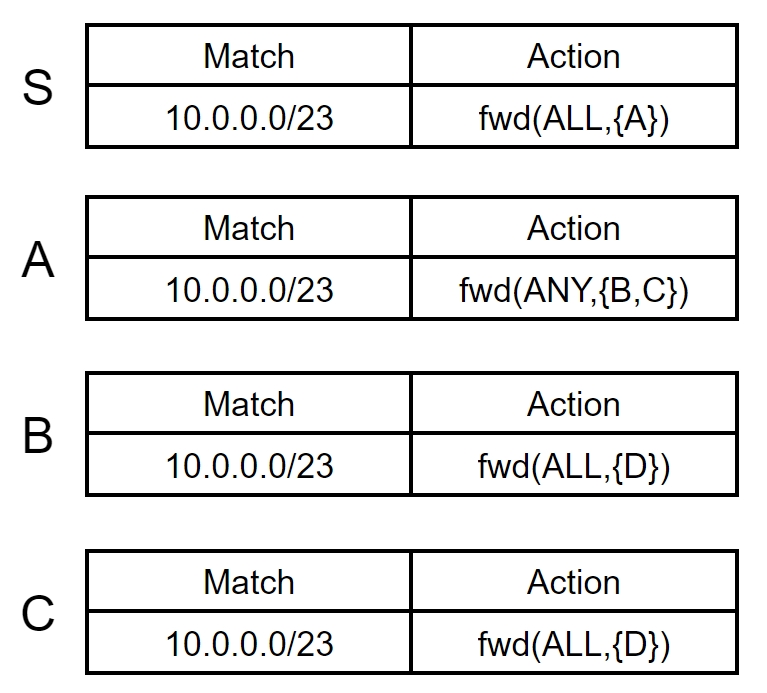 S
Match Action
10.0.0.0/23 fwd(ALL,{A})
A
Match Action
10.0.0.0/23 fwd(ANY,{B,C})
B
Match Action
10.0.0.0/23 fwd(ALL,{D})
C
Match Action
10.0.0.0/23 fwd(ALL,{D})